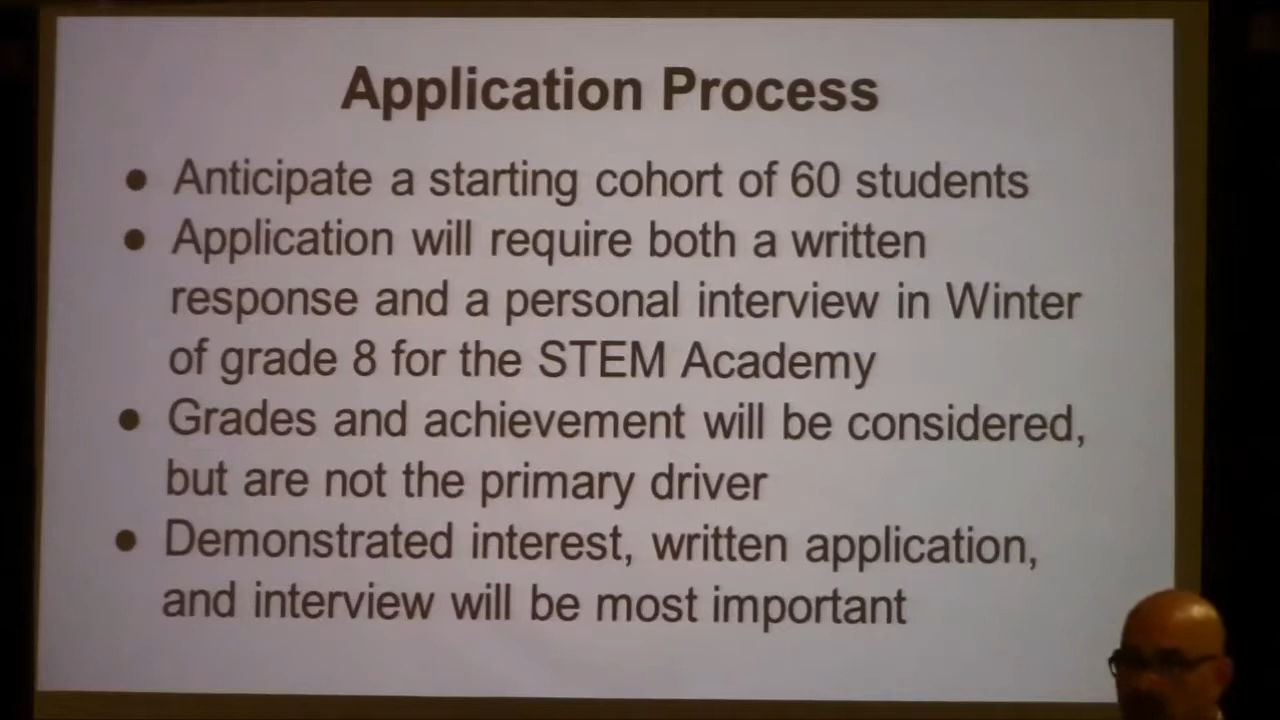 Application Process
● Anticipate a starting cohort of 60 students
● Application will require both a written
response and a personal interview in Winter
of grade 8 for the STEM Academy
● Grades and achievement will be considered,
but are not the primary driver
● Demonstrated interest, written application,
and interview will be most important